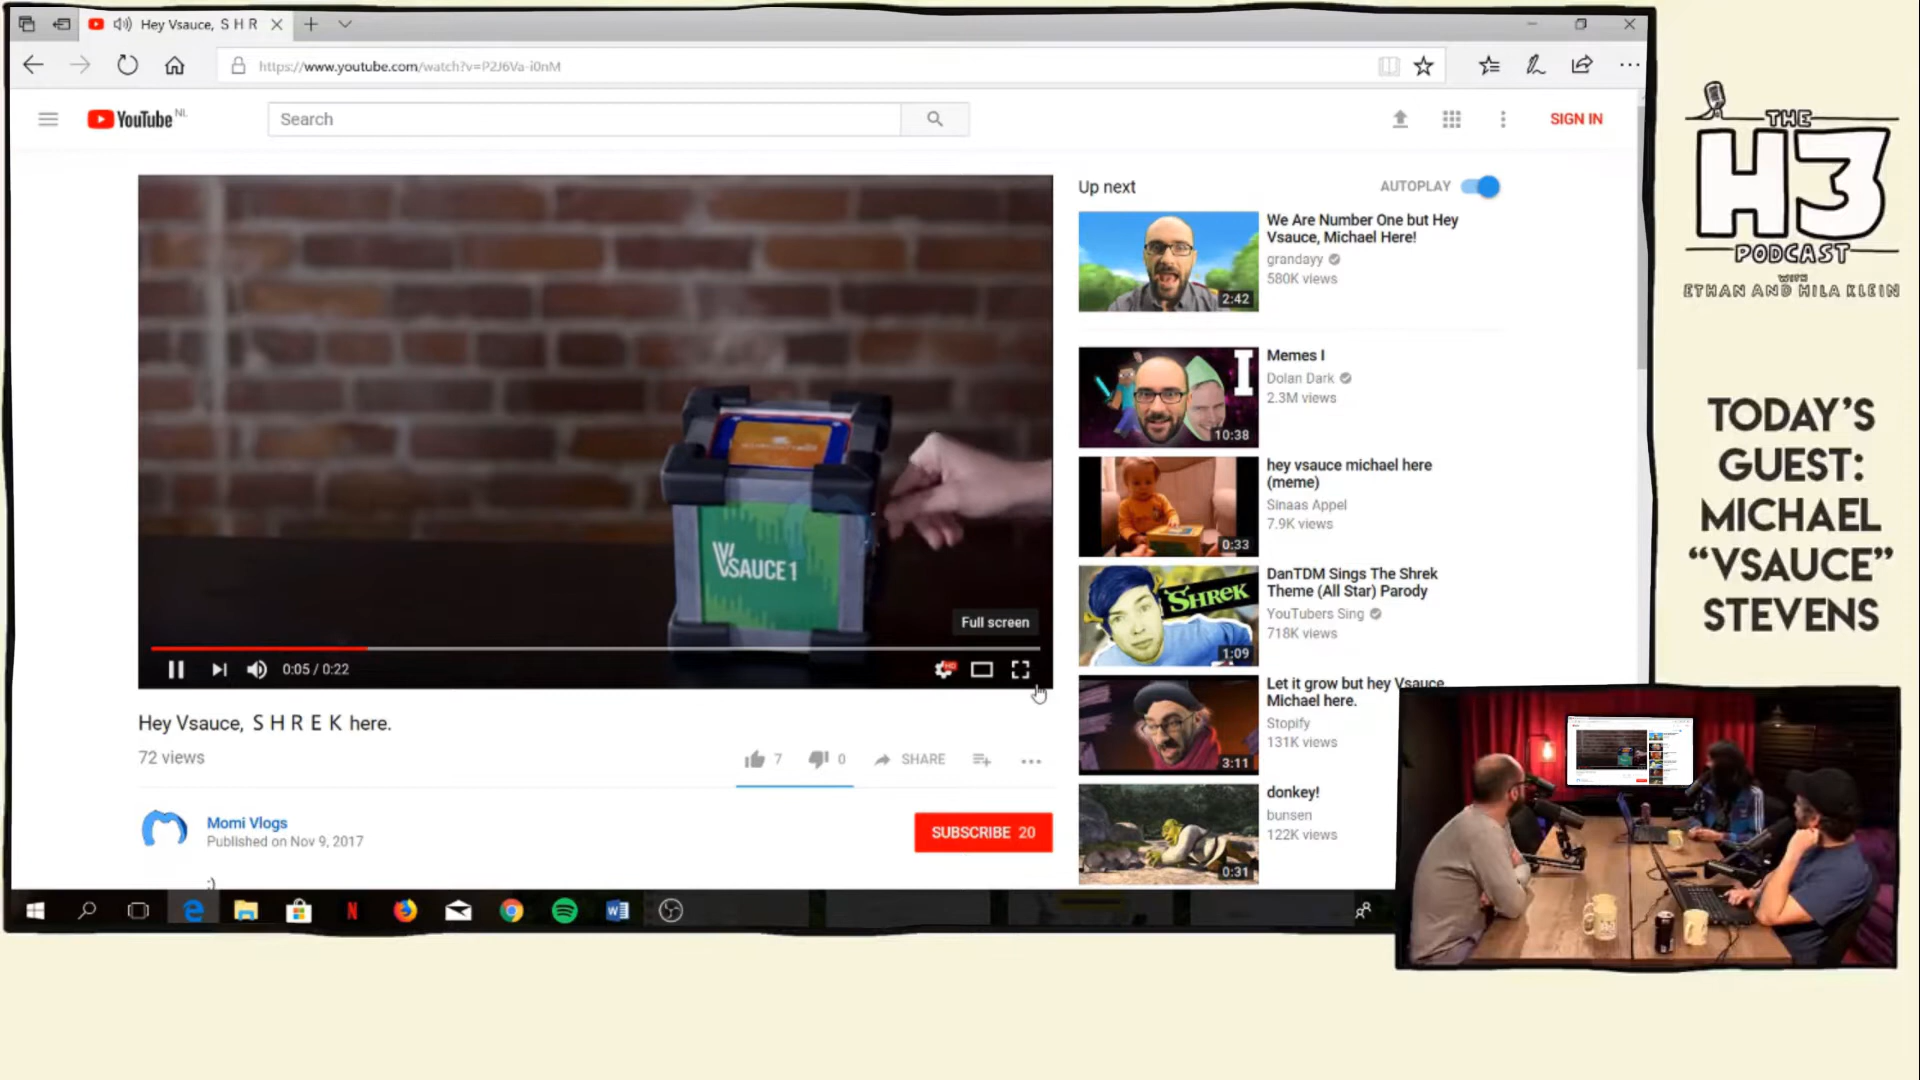 Hey Vsauce, S H R
https://www.youtube.com/watch?v=P2J6Va-i0nM
YouTube NL
Search
SIGN IN
VSAUCE1
Full screen
0:05 / 0:22
HD
Hey Vsauce, S H R E K here.
72 views
7
0
SHARE
Momi Vlogs
Published on Nov 9, 2017
SUBSCRIBE 20
:)
Up next
AUTOPLAY
2:42
We Are Number One but Hey
Vsauce, Michael Here!
grandayy
580K views
I
10:38
Memes I
Dolan Dark
2.3M views
0:33
hey vsauce michael here
(meme)
Sinaas Appel
7.9K views
SHREK
1:09
DanTDM Sings The Shrek
Theme (All Star) Parody
YouTubers Sing
718K views
3:11
Let it grow but hey Vsauce
Michael here.
Stopify
131K views
0:31
donkey!
bunsen
122K views
THE
H3
PODCAST
WITH
ETHAN AND HILA KLEIN
TODAY'S
GUEST:
MICHAEL
“VSAUCE”
STEVENS